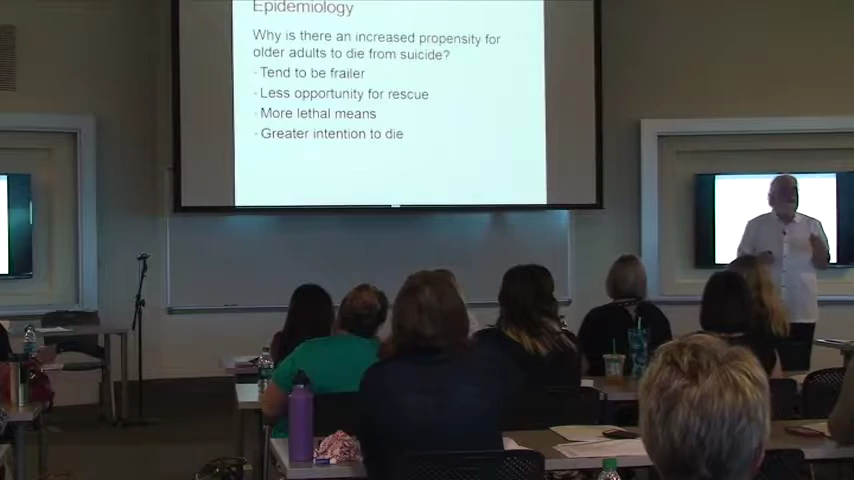 Epidemiology
Why is there an increased propensity for
older adults to die from suicide?
- Tend to be frailer
- Less opportunity for rescue
- More lethal means
- Greater intention to die